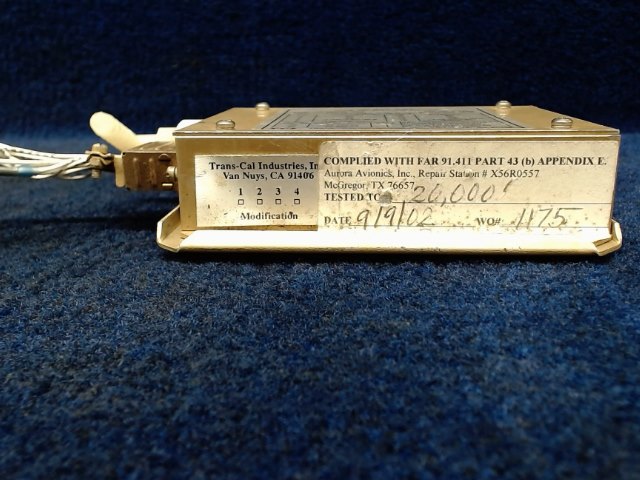 Trans-Cal Industries, In
Van Nuys, CA 91406
1 2 3 4
Modification
COMPLIED WITH FAR 91.411 PART 43 (b) APPENDIX E.
Aurora Avionics, Inc., Repair Station # X56R0557
McGregor, TX 76657
TESTED TO 20,000'
DATE 9/9/02 WO# 1175